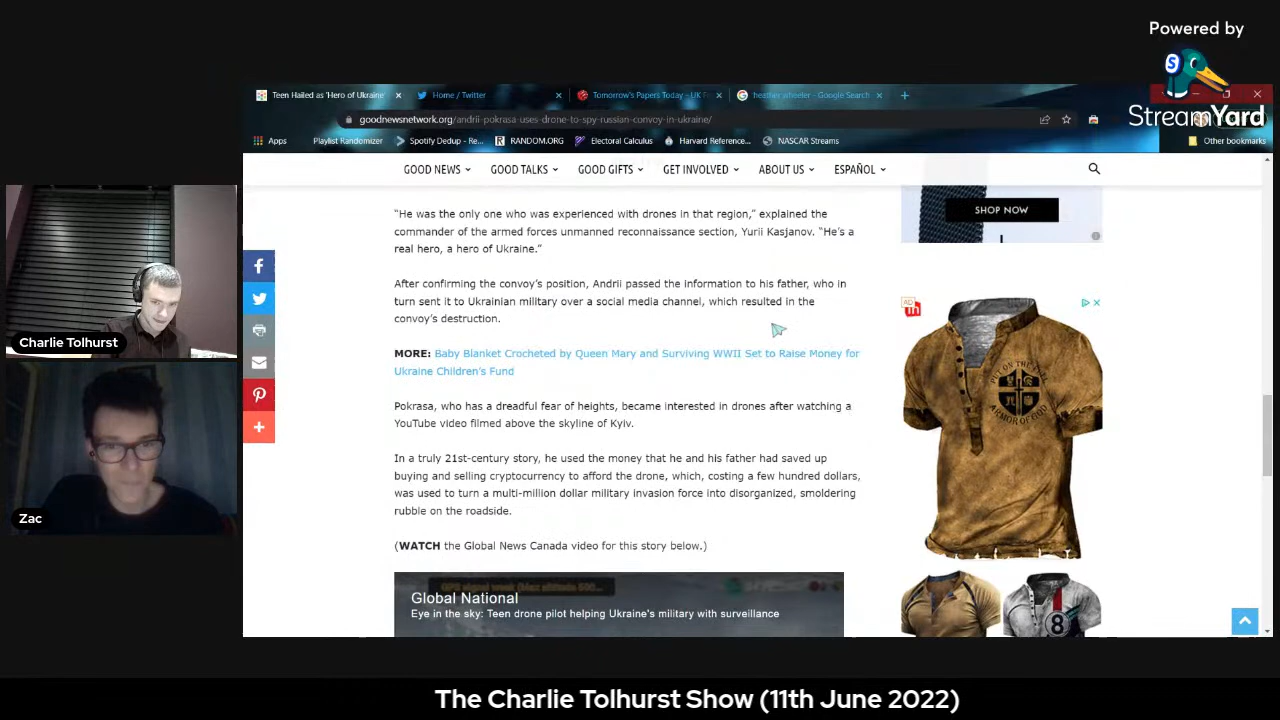 Powered by
StreamYard
Teen Hailed as 'Hero of Ukraine'
Home / Twitter
Tomorrow's Papers Today - UK F
heather wheeler - Google Search
goodnewsnetwork.org/andrii-pokrasa-uses-drone-to-spy-russian-convoy-in-ukraine/
Apps
Playlist Randomizer
Spotify Dedup - Re...
RANDOM.ORG
Electoral Calculus
Harvard Reference...
NASCAR Streams
Other bookmarks
GOOD NEWS
GOOD TALKS
GOOD GIFTS
GET INVOLVED
ABOUT US
ESPAÑOL
"He was the only one who was experienced with drones in that region," explained the
commander of the armed forces unmanned reconnaissance section, Yurii Kasjanov. "He's a
real hero, a hero of Ukraine."
After confirming the convoy's position, Andrii passed the information to his father, who in
turn sent it to Ukrainian military over a social media channel, which resulted in the
convoy's destruction.
MORE: Baby Blanket Crocheted by Queen Mary and Surviving WWII Set to Raise Money for
Ukraine Children's Fund
Pokrasa, who has a dreadful fear of heights, became interested in drones after watching a
YouTube video filmed above the skyline of Kyiv.
In a truly 21st-century story, he used the money that he and his father had saved up
buying and selling cryptocurrency to afford the drone, which, costing a few hundred dollars,
was used to turn a multi-million dollar military invasion force into disorganized, smoldering
rubble on the roadside.
(WATCH the Global News Canada video for this story below.)
Global National
Eye in the sky: Teen drone pilot helping Ukraine's military with surveillance
SHOP NOW
AD
ARMOR OF GOD
8
Charlie Tolhurst
Zac
The Charlie Tolhurst Show (11th June 2022)